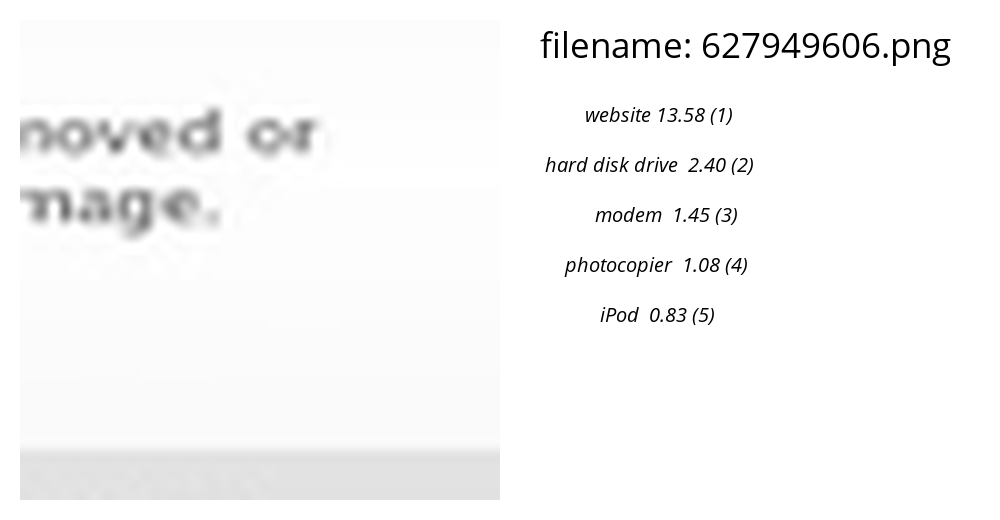 noved or
mage.
filename: 627949606.png
website 13.58 (1)
hard disk drive 2.40 (2)
modem 1.45 (3)
photocopier 1.08 (4)
iPod 0.83 (5)